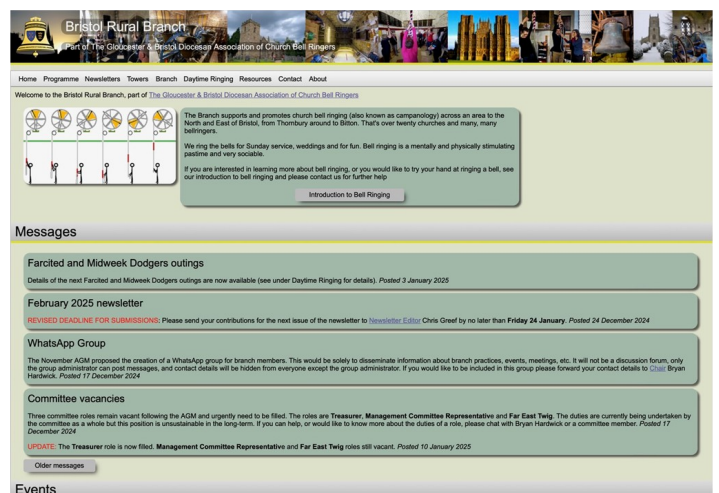 Bristol Rural Branch
Part of The Gloucester & Bristol Diocesan Association of Church Bell Ringers
Home Programme Newsletters Towers Branch Daytime Ringing Resources Contact About
Welcome to the Bristol Rural Branch, part of The Gloucester & Bristol Diocesan Association of Church Bell Ringers
The Branch supports and promotes church bell ringing (also known as campanology) across an area to the
North and East of Bristol, from Thornbury around to Bitton. That's over twenty churches and many, many
bellringers.
We ring the bells for Sunday service, weddings and for fun. Bell ringing is a mentally and physically stimulating
pastime and very sociable.
If you are interested in learning more about bell ringing, or you would like to try your hand at ringing a bell, see
our introduction to bell ringing and please contact us for further help
Introduction to Bell Ringing
Messages
Farcited and Midweek Dodgers outings
Details of the next Farcited and Midweek Dodgers outings are now available (see under Daytime Ringing for details). Posted 3 January 2025
February 2025 newsletter
REVISED DEADLINE FOR SUBMISSIONS: Please send your contributions for the next issue of the newsletter to Newsletter Editor Chris Greef by no later than Friday 24 January. Posted 24 December 2024
WhatsApp Group
The November AGM proposed the creation of a WhatsApp group for branch members. This would be solely to disseminate information about branch practices, events, meetings, etc. It will not be a discussion forum, only
the group administrator can post messages, and contact details will be hidden from everyone except the group administrator. If you would like to be included in this group please forward your contact details to Chair Bryan
Hardwick. Posted 17 December 2024
Committee vacancies
Three committee roles remain vacant following the AGM and urgently need to be filled. The roles are Treasurer, Management Committee Representative and Far East Twig. The duties are currently being undertaken by
the committee as a whole but this position is unsustainable in the long-term. If you can help, or would like to know more about the duties of a role, please chat with Bryan Hardwick or a committee member. Posted 17
December 2024
UPDATE: The Treasurer role is now filled. Management Committee Representative and Far East Twig roles still vacant. Posted 10 January 2025
Older messages
Events